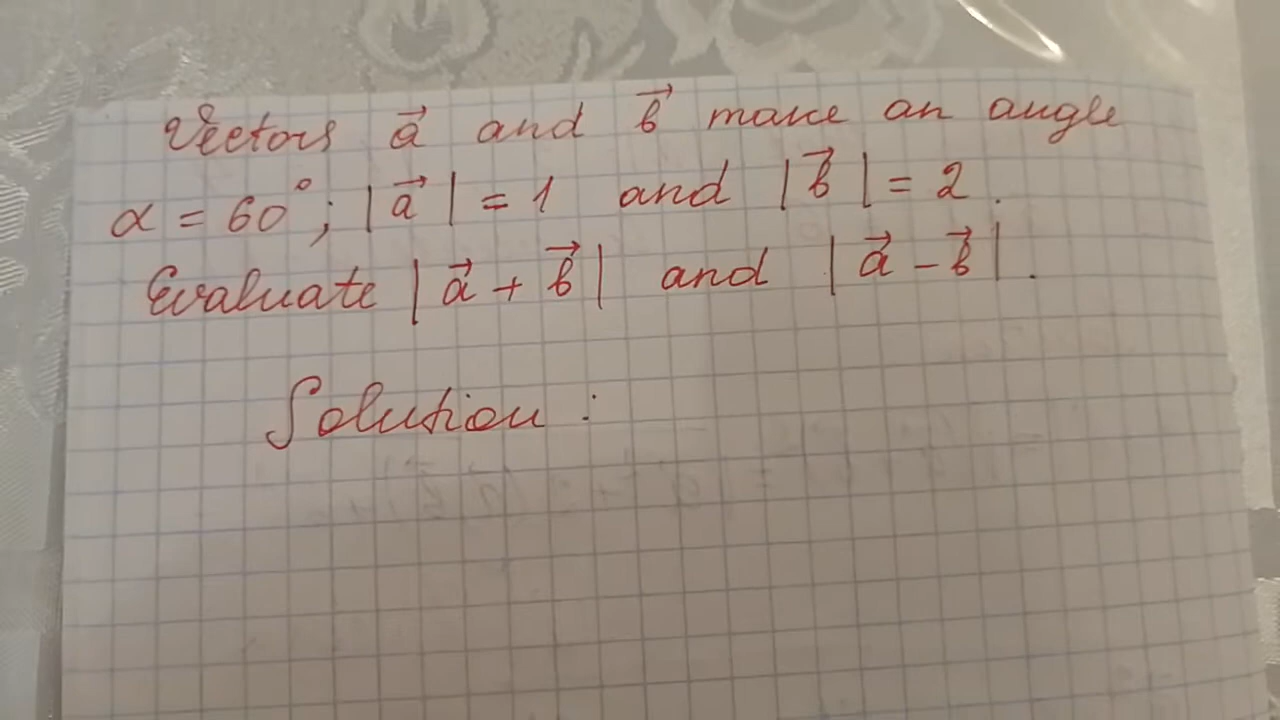 Vectors a⃗ and b⃗ make an angle
α = 60°; |a⃗| = 1 and |b⃗| = 2.
Evaluate |a⃗ + b⃗| and |a⃗ - b⃗|.
Solution: